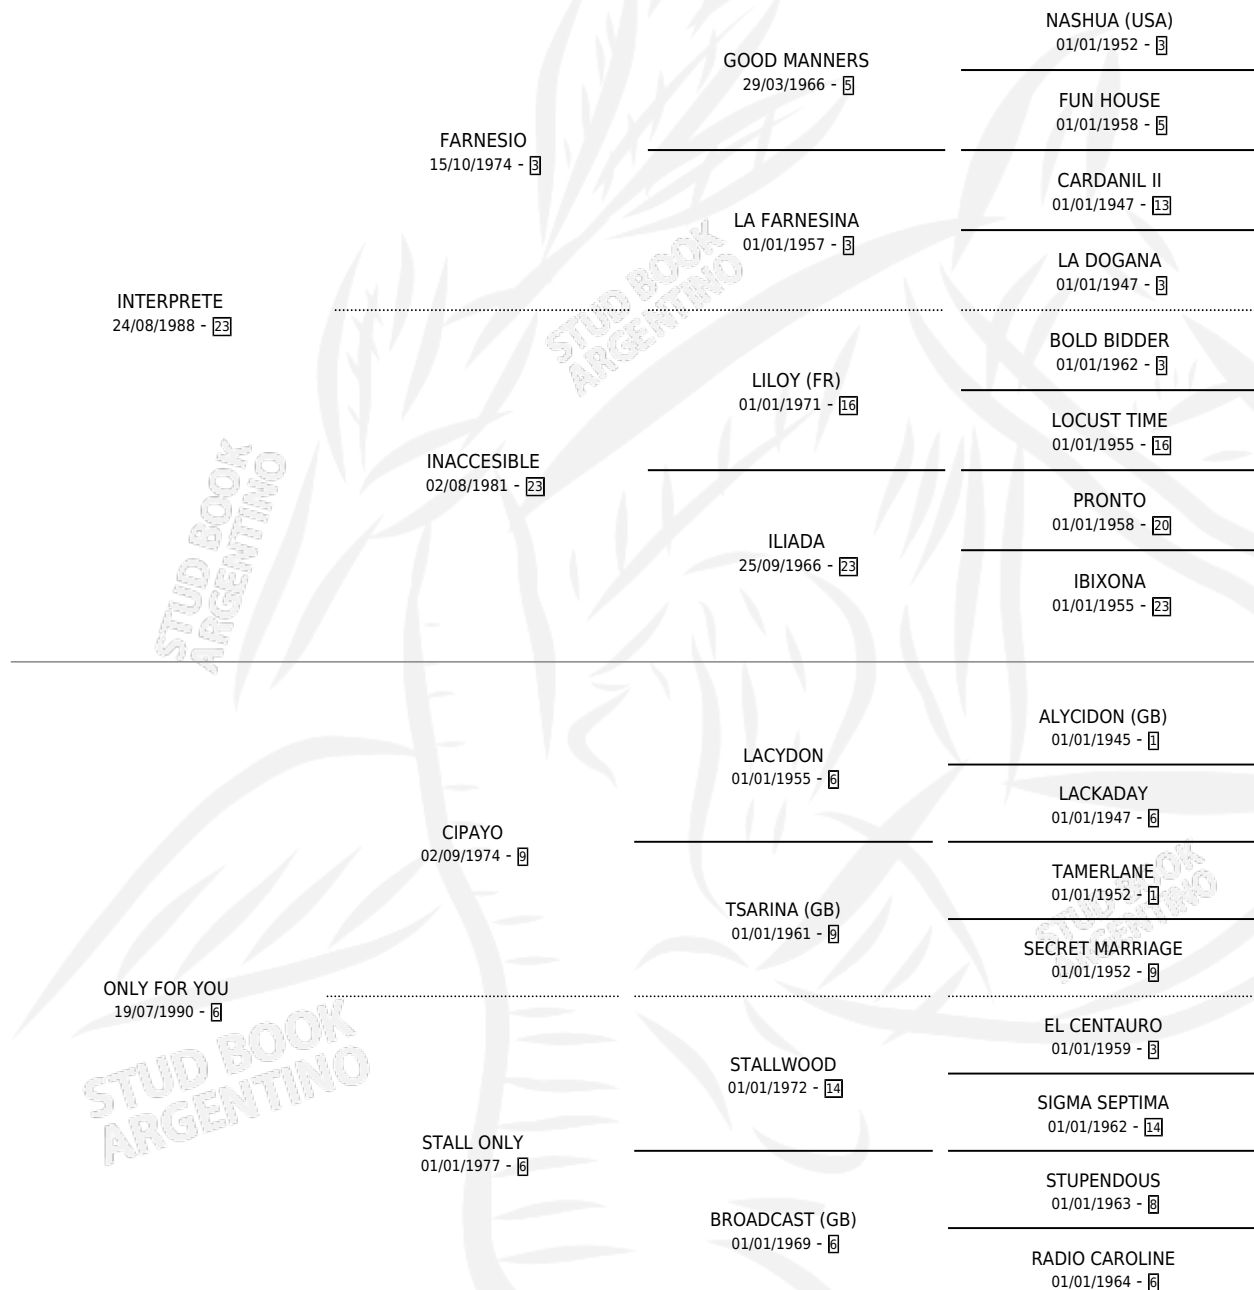 NASHUA (USA)
01/01/1952 - 3
GOOD MANNERS
29/03/1966 - 5
FUN HOUSE
01/01/1958 - 5
FARNESIO
15/10/1974 - 3
CARDANIL II
01/01/1947 - 13
LA FARNESINA
01/01/1957 - 3
LA DOGANA
01/01/1947 - 3
INTERPRETE
24/08/1988 - 23
STUD BOOK
ARGENTINO
BOLD BIDDER
01/01/1962 - 3
LILOY (FR)
01/01/1971 - 16
LOCUST TIME
01/01/1955 - 16
INACCESIBLE
02/08/1981 - 23
PRONTO
01/01/1958 - 20
ILIADA
25/09/1966 - 23
IBIXONA
01/01/1955 - 23
STUD BOOK
ARGENTINO
ALYCIDON (GB)
01/01/1945 - 1
LACYDON
01/01/1955 - 6
LACKADAY
01/01/1947 - 6
CIPAYO
02/09/1974 - 9
TAMERLANE
01/01/1952 - 1
TSARINA (GB)
01/01/1961 - 9
SECRET MARRIAGE
01/01/1952 - 9
STUD BOOK
ARGENTINO
ONLY FOR YOU
19/07/1990 - 6
EL CENTAURO
01/01/1959 - 3
STALLWOOD
01/01/1972 - 14
SIGMA SEPTIMA
01/01/1962 - 14
STUD BOOK
ARGENTINO
STALL ONLY
01/01/1977 - 6
STUPENDOUS
01/01/1963 - 8
BROADCAST (GB)
01/01/1969 - 6
RADIO CAROLINE
01/01/1964 - 6